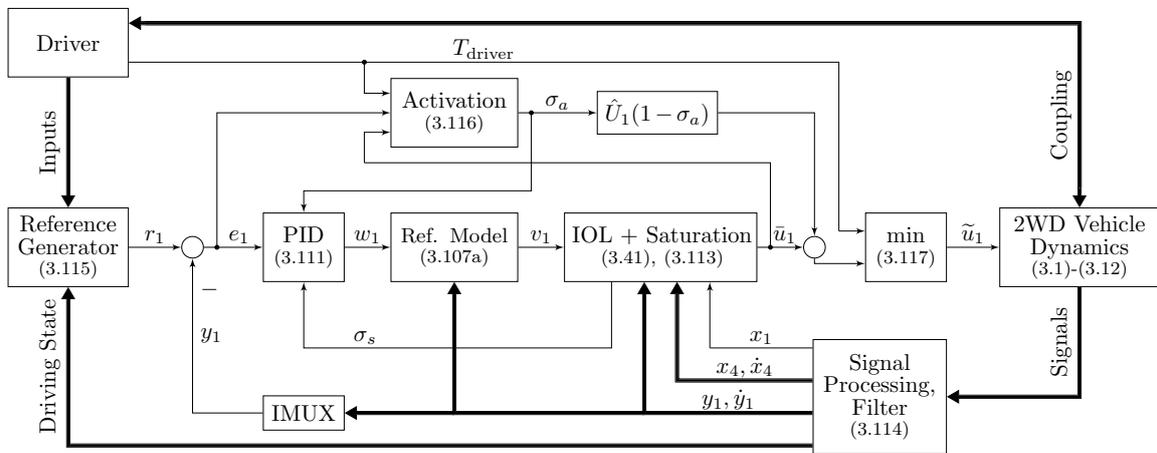 Driver
T_driver
Coupling
Inputs
Activation
(3.116)
σ_a
Û_1(1 − σ_a)
Reference
Generator
(3.115)
r_1
e_1
PID
(3.111)
w_1
Ref. Model
(3.107a)
v_1
IOL + Saturation
(3.41), (3.113)
ū_1
min
(3.117)
ũ_1
2WD Vehicle
Dynamics
(3.1)-(3.12)
−
y_1
σ_s
x_1
x_4, ẋ_4
y_1, ẏ_1
Signal
Processing,
Filter
(3.114)
Signals
Driving State
IMUX